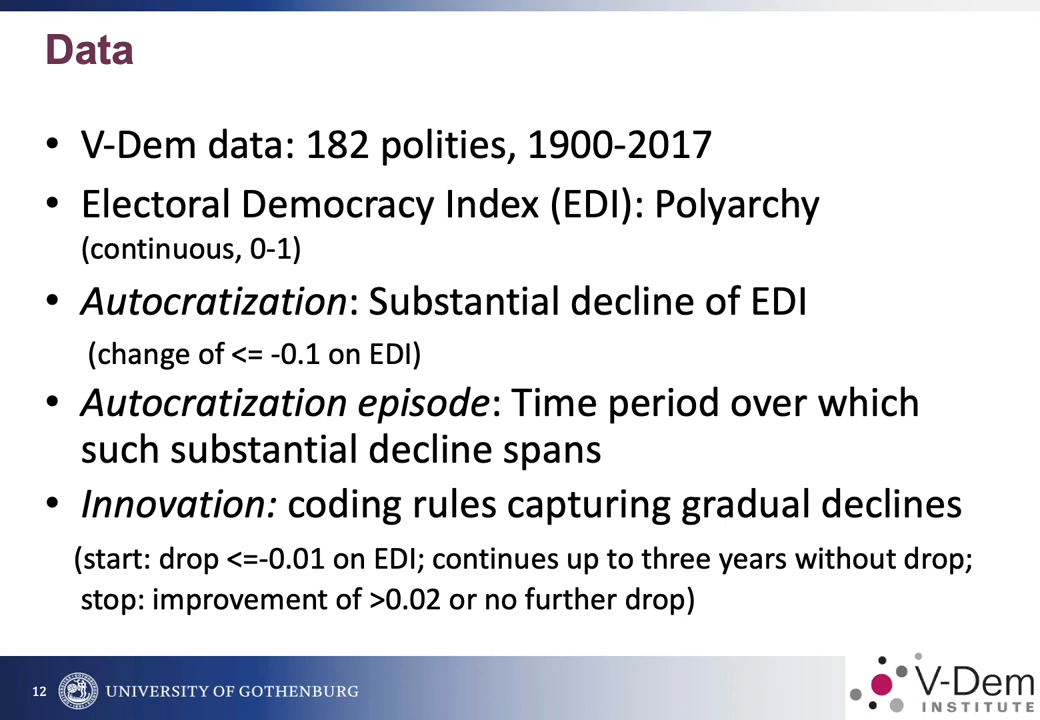 Data
• V-Dem data: 182 polities, 1900-2017
• Electoral Democracy Index (EDI): Polyarchy
(continuous, 0-1)
• Autocratization: Substantial decline of EDI
(change of <= -0.1 on EDI)
• Autocratization episode: Time period over which
such substantial decline spans
• Innovation: coding rules capturing gradual declines
(start: drop <=-0.01 on EDI; continues up to three years without drop;
stop: improvement of >0.02 or no further drop)
12
UNIVERSITY OF GOTHENBURG
V-Dem
INSTITUTE